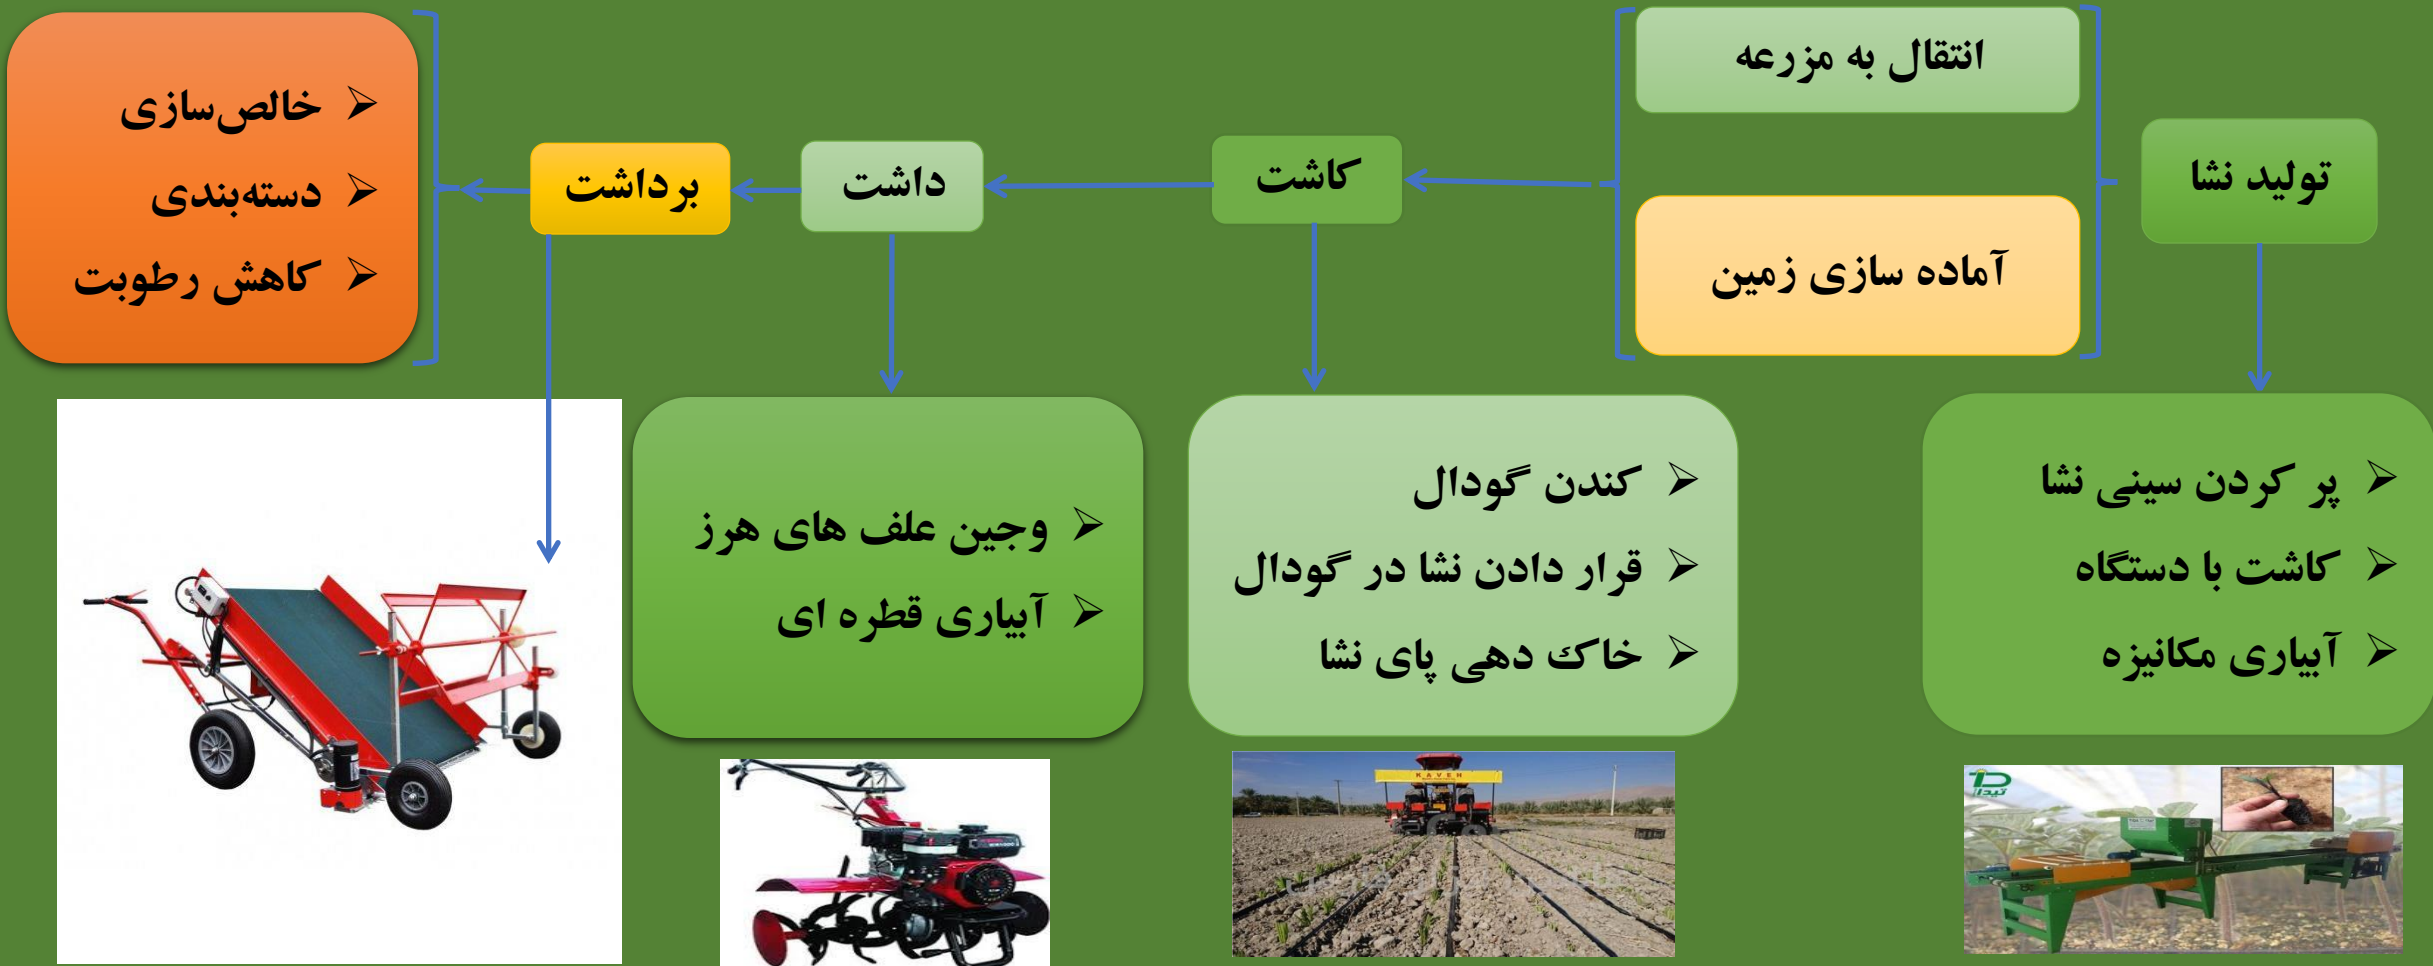 تولید نشا
انتقال به مزرعه
آماده سازی زمین
کاشت
داشت
برداشت
خالص‌سازی
دسته‌بندی
کاهش رطوبت
پر کردن سینی نشا
کاشت با دستگاه
آبیاری مکانیزه
کندن گودال
قرار دادن نشا در گودال
خاک دهی پای نشا
وجین علف های هرز
آبیاری قطره ای
KAVEH
تیدا